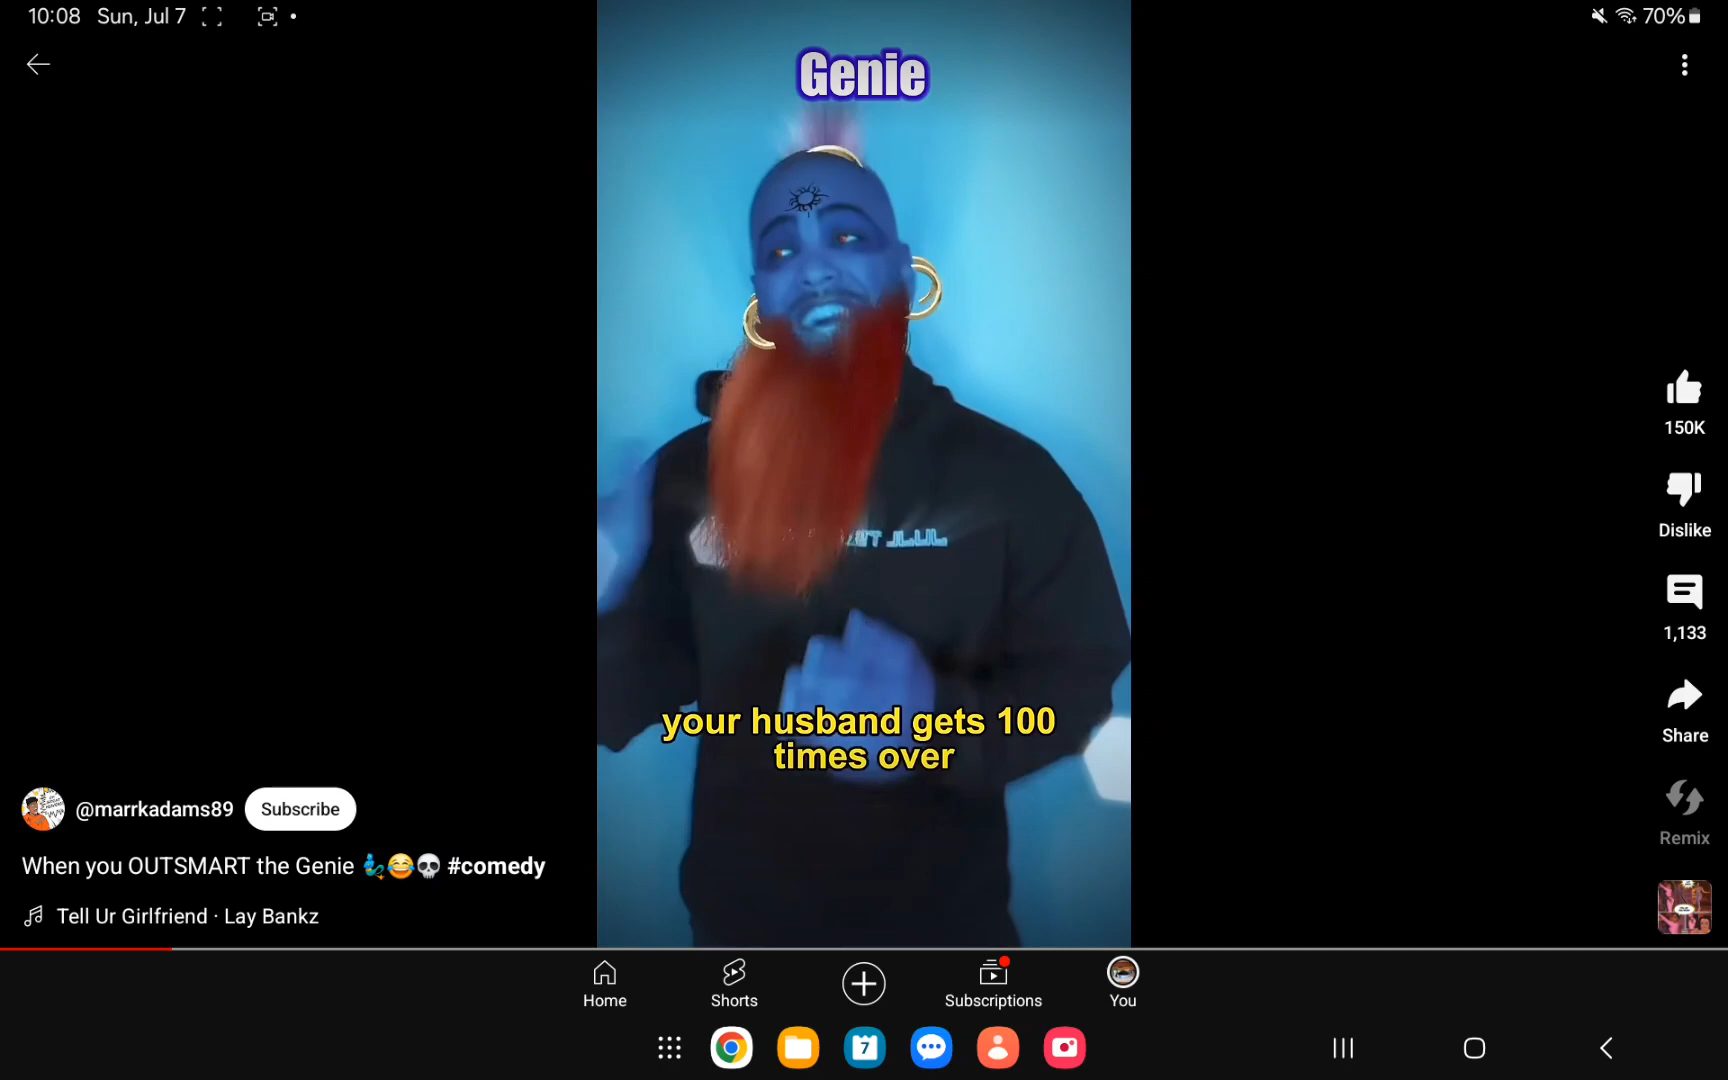 10:08 Sun, Jul 7
70%
Genie
your husband gets 100
times over
150K
Dislike
1,133
Share
Remix
@marrkadams89 Subscribe
When you OUTSMART the Genie 🧞😂💀 #comedy
Tell Ur Girlfriend · Lay Bankz
Home Shorts Subscriptions You
7